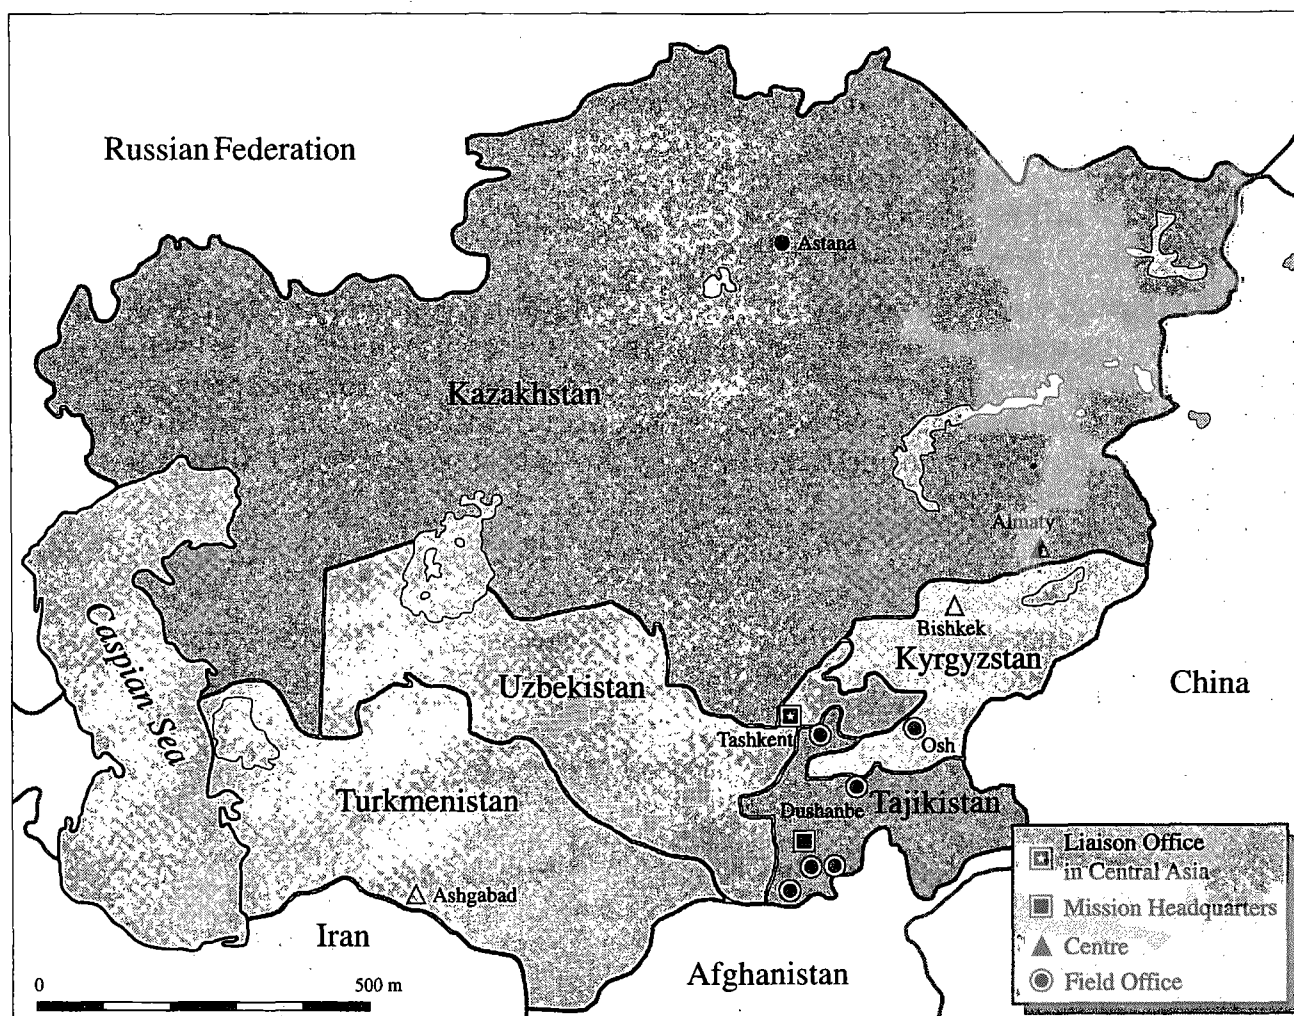 Russian Federation
Astana
Kazakhstan
Almaty
Caspian Sea
Bishkek
Kyrgyzstan
Uzbekistan
China
Tashkent
Osh
Turkmenistan
Dushanbe
Tajikistan
Ashgabad
Iran
Afghanistan
0 500 m
Liaison Office
in Central Asia
Mission Headquarters
Centre
Field Office